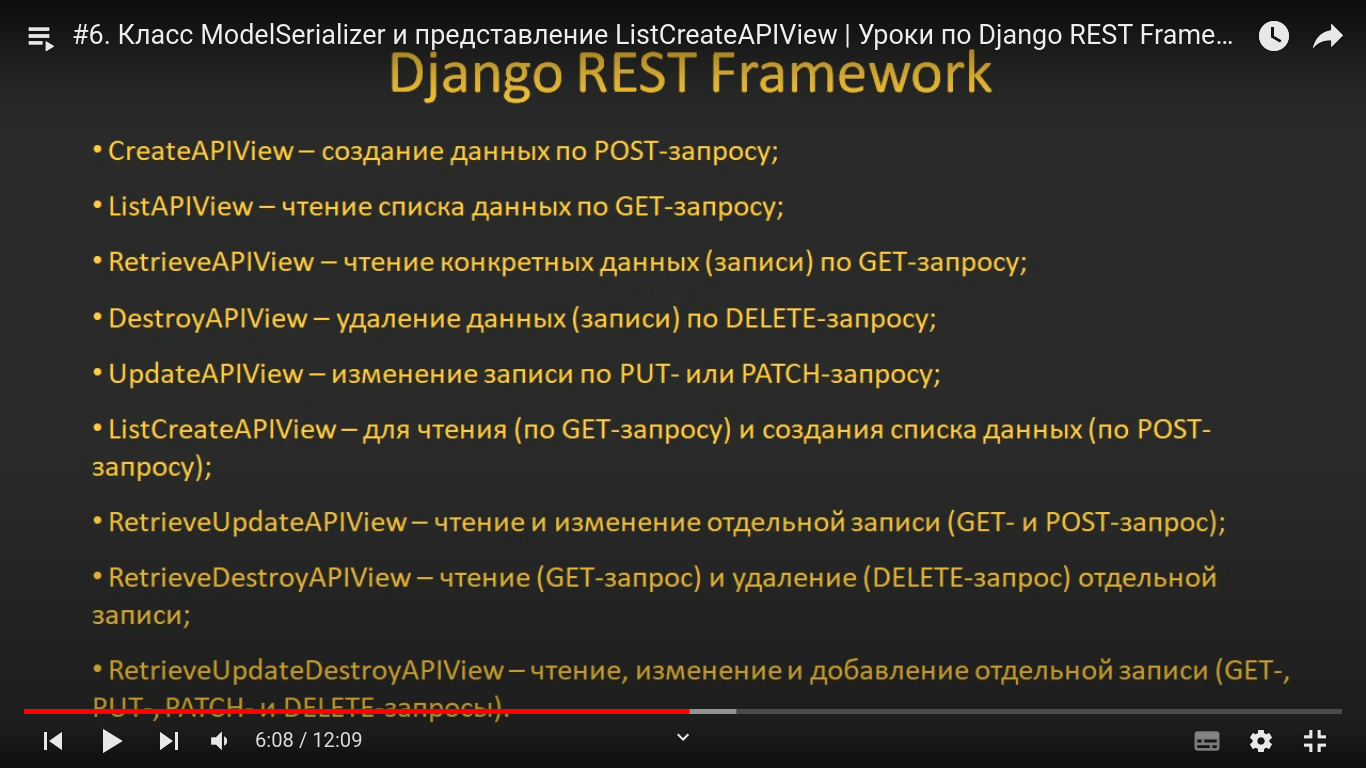 #6. Класс ModelSerializer и представление ListCreateAPIView | Уроки по Django REST Frame...
Django REST Framework
• CreateAPIView – создание данных по POST-запросу;
• ListAPIView – чтение списка данных по GET-запросу;
• RetrieveAPIView – чтение конкретных данных (записи) по GET-запросу;
• DestroyAPIView – удаление данных (записи) по DELETE-запросу;
• UpdateAPIView – изменение записи по PUT- или PATCH-запросу;
• ListCreateAPIView – для чтения (по GET-запросу) и создания списка данных (по POST-
запросу);
• RetrieveUpdateAPIView – чтение и изменение отдельной записи (GET- и POST-запрос);
• RetrieveDestroyAPIView – чтение (GET-запрос) и удаление (DELETE-запрос) отдельной
записи;
• RetrieveUpdateDestroyAPIView – чтение, изменение и добавление отдельной записи (GET-,
PUT-, PATCH- и DELETE-запросы).
6:08 / 12:09